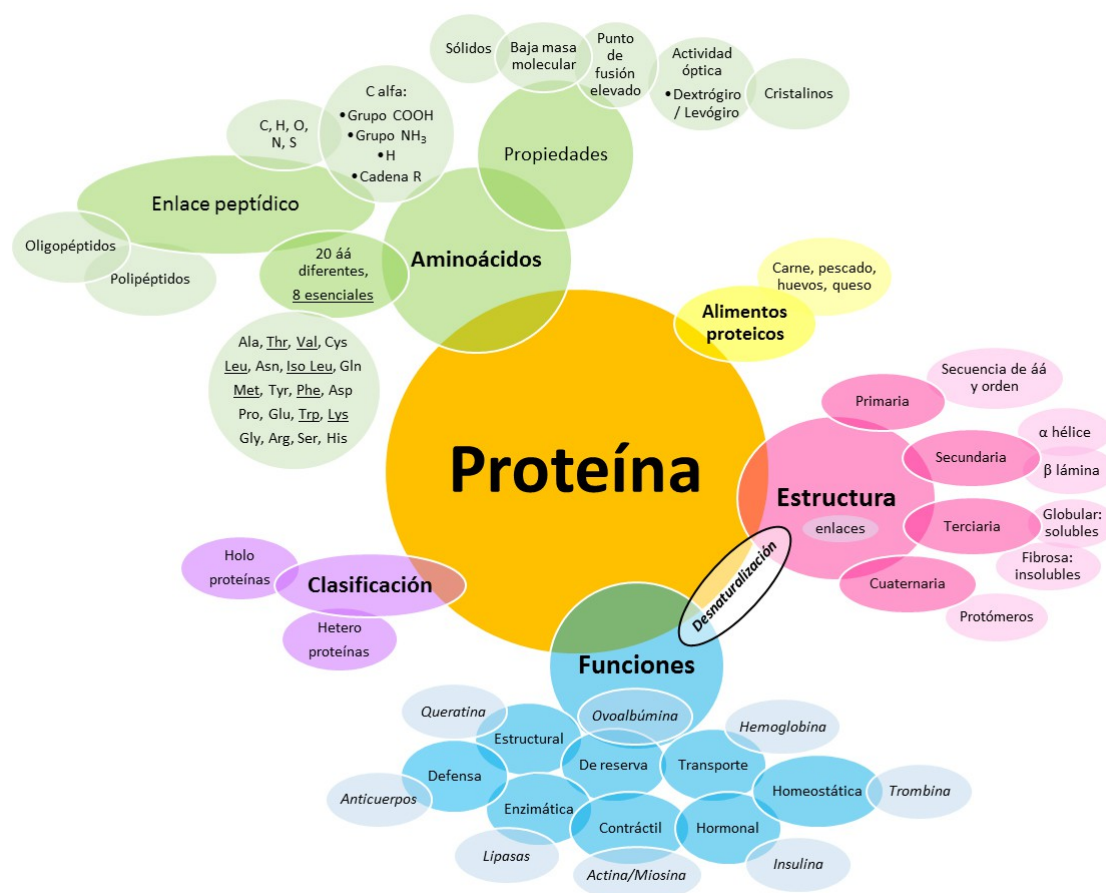 Sólidos
Baja masa
molecular
Punto
de
fusión
elevado
Actividad
óptica
•Dextrógiro
/ Levógiro
Cristalinos
Propiedades
C alfa:
•Grupo COOH
•Grupo NH₃
•H
•Cadena R
C, H, O,
N, S
Enlace peptídico
Oligopéptidos
Polipéptidos
Aminoácidos
20 áá
diferentes,
8 esenciales
Ala, Thr, Val, Cys
Leu, Asn, Iso Leu, Gln
Met, Tyr, Phe, Asp
Pro, Glu, Trp, Lys
Gly, Arg, Ser, His
Carne, pescado,
huevos, queso
Alimentos
proteicos
Proteína
Estructura
enlaces
Primaria
Secuencia de áá
y orden
Secundaria
α hélice
β lámina
Terciaria
Globular:
solubles
Fibrosa:
insolubles
Cuaternaria
Protómeros
Desnaturalización
Clasificación
Holo
proteínas
Hetero
proteínas
Funciones
Queratina
Estructural
Ovoalbúmina
De reserva
Hemoglobina
Transporte
Defensa
Anticuerpos
Enzimática
Lipasas
Contráctil
Actina/Miosina
Hormonal
Insulina
Homeostática
Trombina